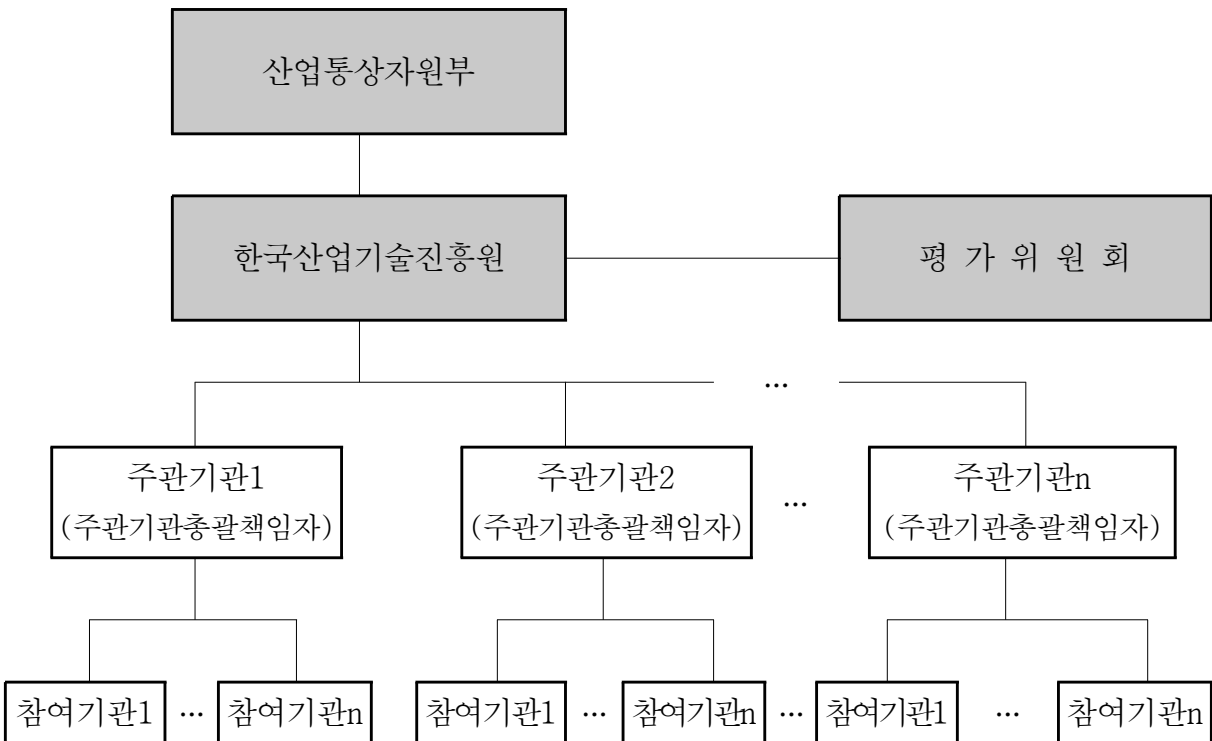 산업통상자원부
한국산업기술진흥원
평 가 위 원 회
...
주관기관1
(주관기관총괄책임자)
주관기관2
(주관기관총괄책임자)
...
주관기관n
(주관기관총괄책임자)
참여기관1 ... 참여기관n
참여기관1 ... 참여기관n ... 참여기관1 ... 참여기관n